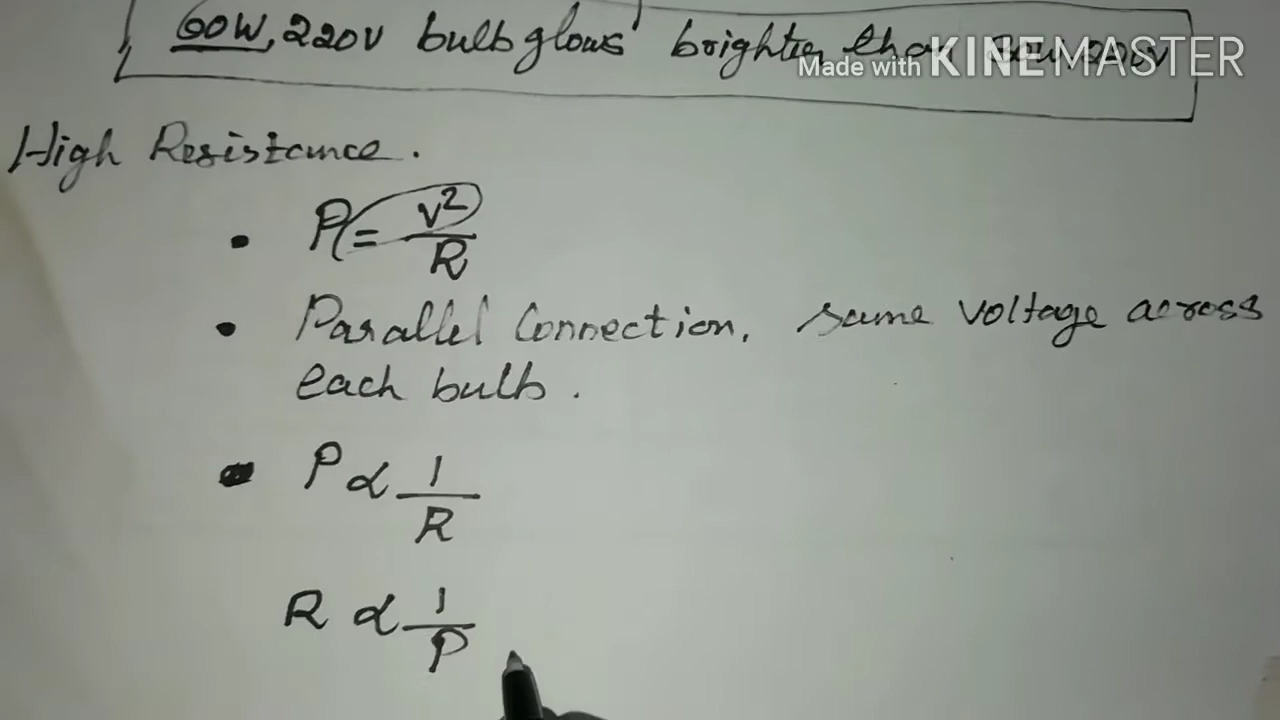 60W, 220V bulb glows brighter than
Made with KINEMASTER
High Resistance.
• P = V²/R
• Parallel Connection, same voltage across
each bulb.
• P ∝ 1/R
R ∝ 1/P